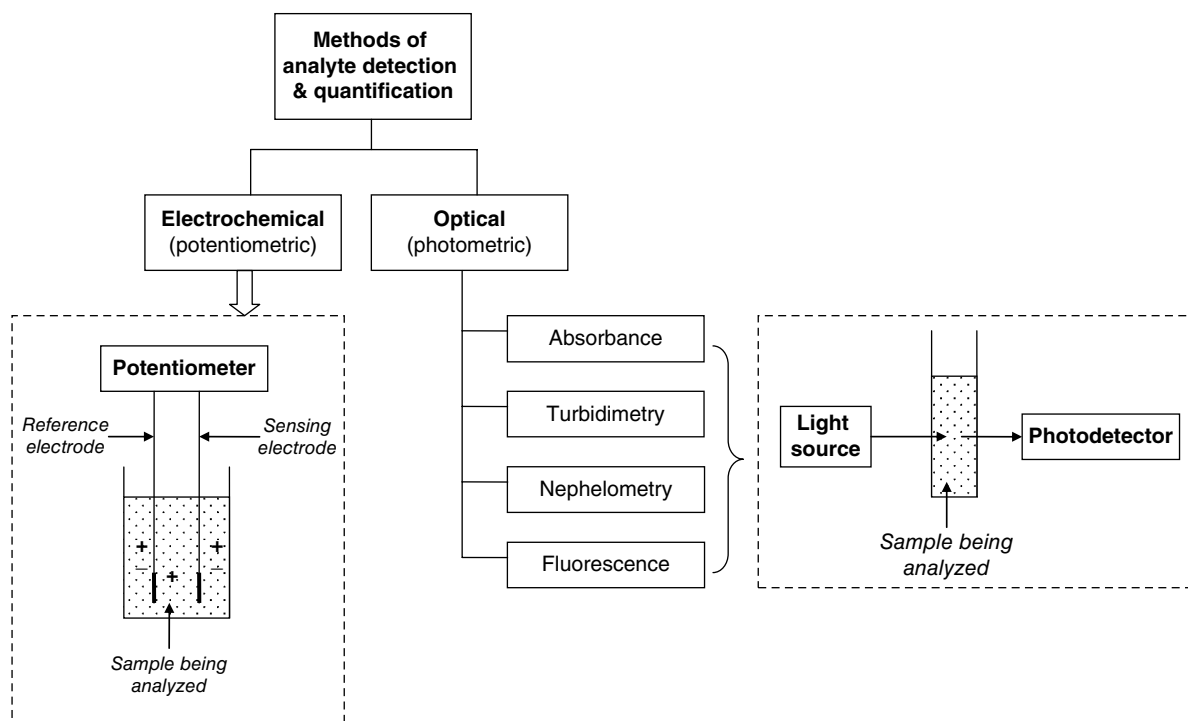 Methods of
analyte detection
& quantification
Electrochemical
(potentiometric)
Optical
(photometric)
Potentiometer
Reference
electrode
Sensing
electrode
+
+
–
+
–
Sample being
analyzed
Absorbance
Turbidimetry
Nephelometry
Fluorescence
Light
source
Photodetector
Sample being
analyzed